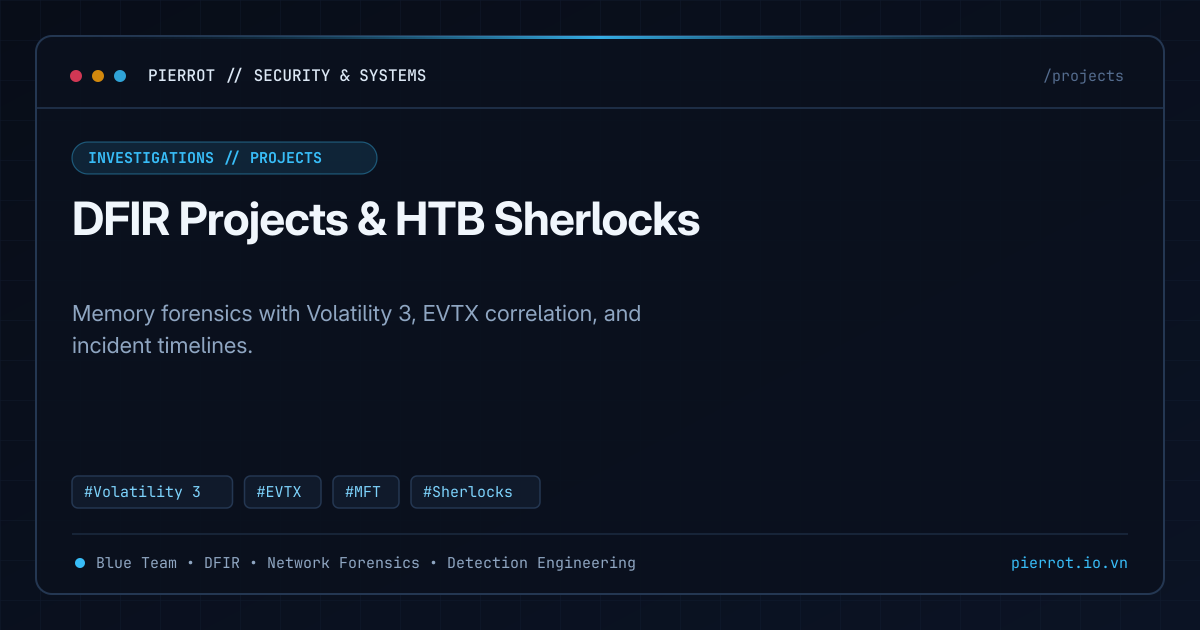 PIERROT // SECURITY & SYSTEMS
/projects
INVESTIGATIONS // PROJECTS
DFIR Projects & HTB Sherlocks
Memory forensics with Volatility 3, EVTX correlation, and
incident timelines.
#Volatility 3
#EVTX
#MFT
#Sherlocks
Blue Team • DFIR • Network Forensics • Detection Engineering
pierrot.io.vn